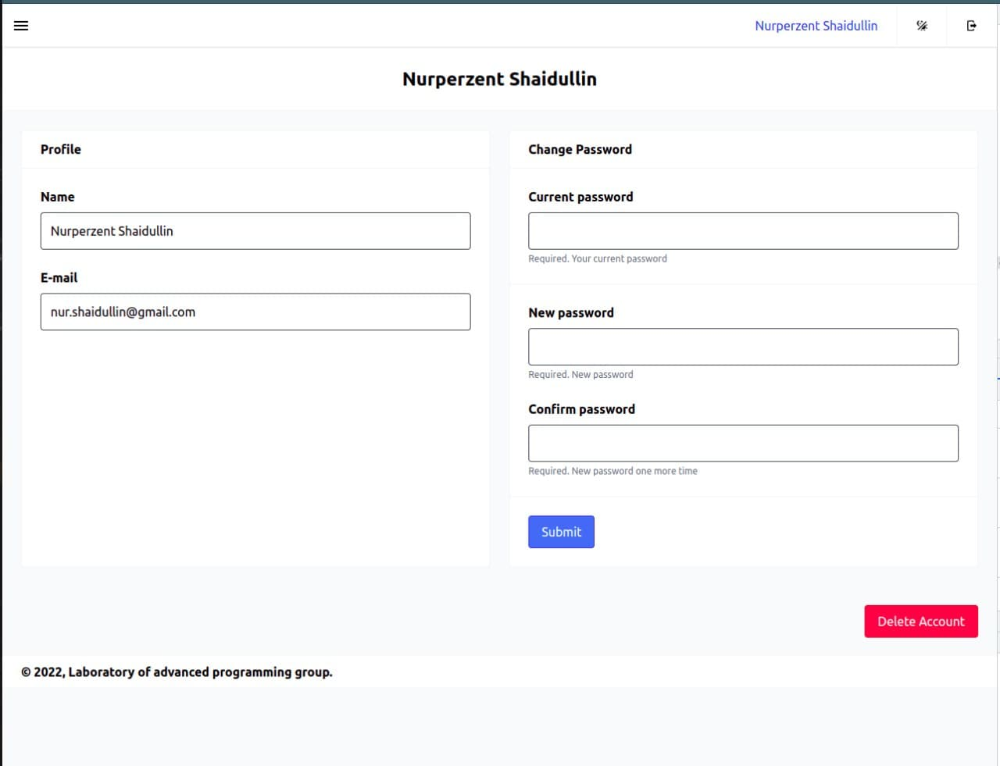 Nurperzent Shaidullin
Nurperzent Shaidullin
Profile
Name
Nurperzent Shaidullin
E-mail
nur.shaidullin@gmail.com
Change Password
Current password
Required. Your current password
New password
Required. New password
Confirm password
Required. New password one more time
Submit
Delete Account
© 2022, Laboratory of advanced programming group.